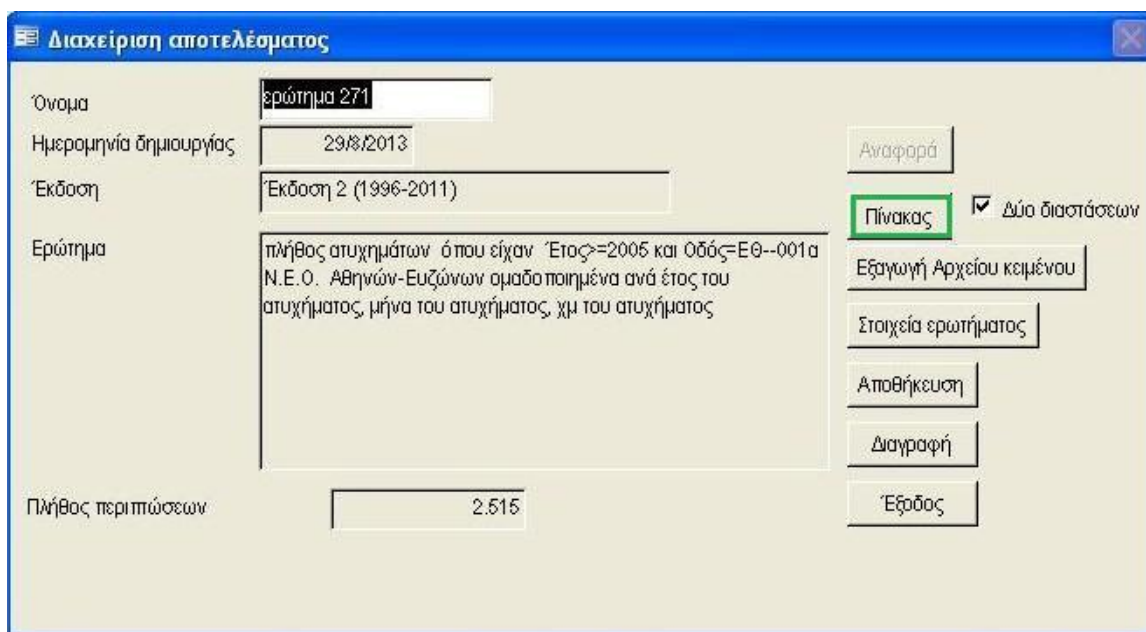 Διαχείριση αποτελέσματος
Όνομα
ερώτημα 271
Ημερομηνία δημιουργίας
29/8/2013
Αναφορά
Έκδοση
Έκδοση 2 (1996-2011)
Πίνακας
Δύο διαστάσεων
Ερώτημα
πλήθος ατυχημάτων όπου είχαν Έτος>=2005 και Οδός=ΕΘ--001α
Ν.Ε.Ο. Αθηνών-Ευζώνων ομαδοποιημένα ανά έτος του
ατυχήματος, μήνα του ατυχήματος, χμ του ατυχήματος
Εξαγωγή Αρχείου κειμένου
Στοιχεία ερωτήματος
Αποθήκευση
Διαγραφή
Πλήθος περιπτώσεων
2.515
Έξοδος